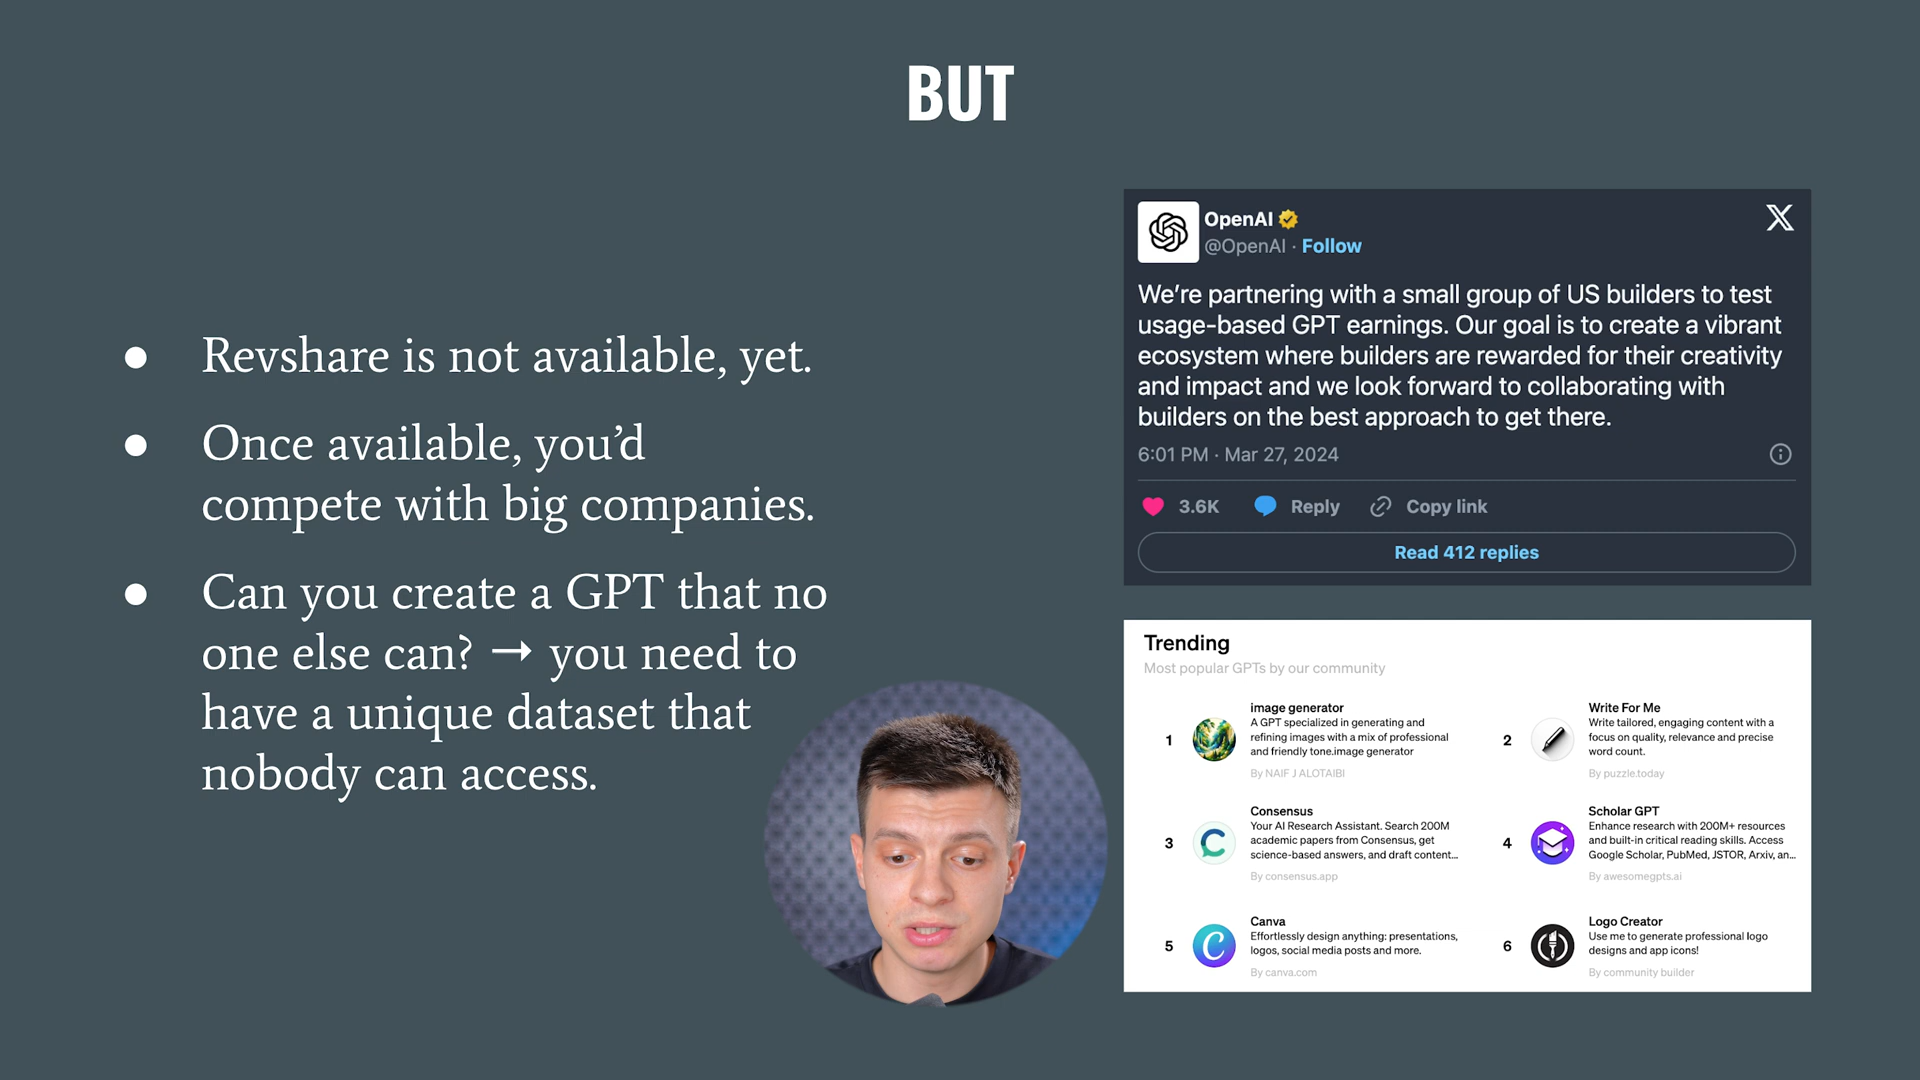 BUT
● Revshare is not available, yet.
● Once available, you’d
compete with big companies.
● Can you create a GPT that no
one else can? → you need to
have a unique dataset that
nobody can access.
OpenAI
@OpenAI · Follow
We’re partnering with a small group of US builders to test
usage-based GPT earnings. Our goal is to create a vibrant
ecosystem where builders are rewarded for their creativity
and impact and we look forward to collaborating with
builders on the best approach to get there.
6:01 PM · Mar 27, 2024
3.6K Reply Copy link
Read 412 replies
Trending
Most popular GPTs by our community
1
image generator
A GPT specialized in generating and
refining images with a mix of professional
and friendly tone.image generator
By NAIF J ALOTAIBI
2
Write For Me
Write tailored, engaging content with a
focus on quality, relevance and precise
word count.
By puzzle.today
3
Consensus
Your AI Research Assistant. Search 200M
academic papers from Consensus, get
science-based answers, and draft content...
By consensus.app
4
Scholar GPT
Enhance research with 200M+ resources
and built-in critical reading skills. Access
Google Scholar, PubMed, JSTOR, Arxiv, an...
By awesomegpts.ai
5
Canva
Effortlessly design anything: presentations,
logos, social media posts and more.
By canva.com
6
Logo Creator
Use me to generate professional logo
designs and app icons!
By community builder